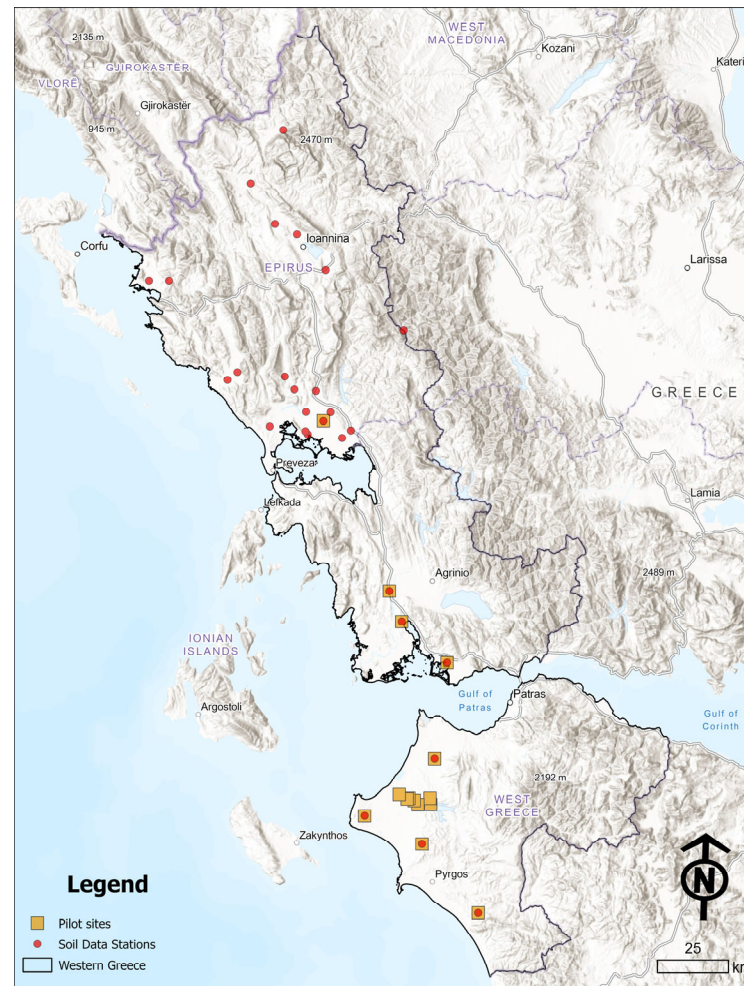 WEST
MACEDONIA
2135 m
Kozani
Kateri
GJIROKASTËR
VLORË
Gjirokastër
945 m
2470 m
Ioannina
Corfu
EPIRUS
Larissa
GREECE
Preveza
Lefkada
Lamia
Agrinio
2489 m
IONIAN
ISLANDS
Gulf of
Patras
Patras
Argostoli
Gulf of
Corinth
2192 m
WEST
GREECE
Zakynthos
Legend
Pyrgos
N
Pilot sites
Soil Data Stations
Western Greece
25
km